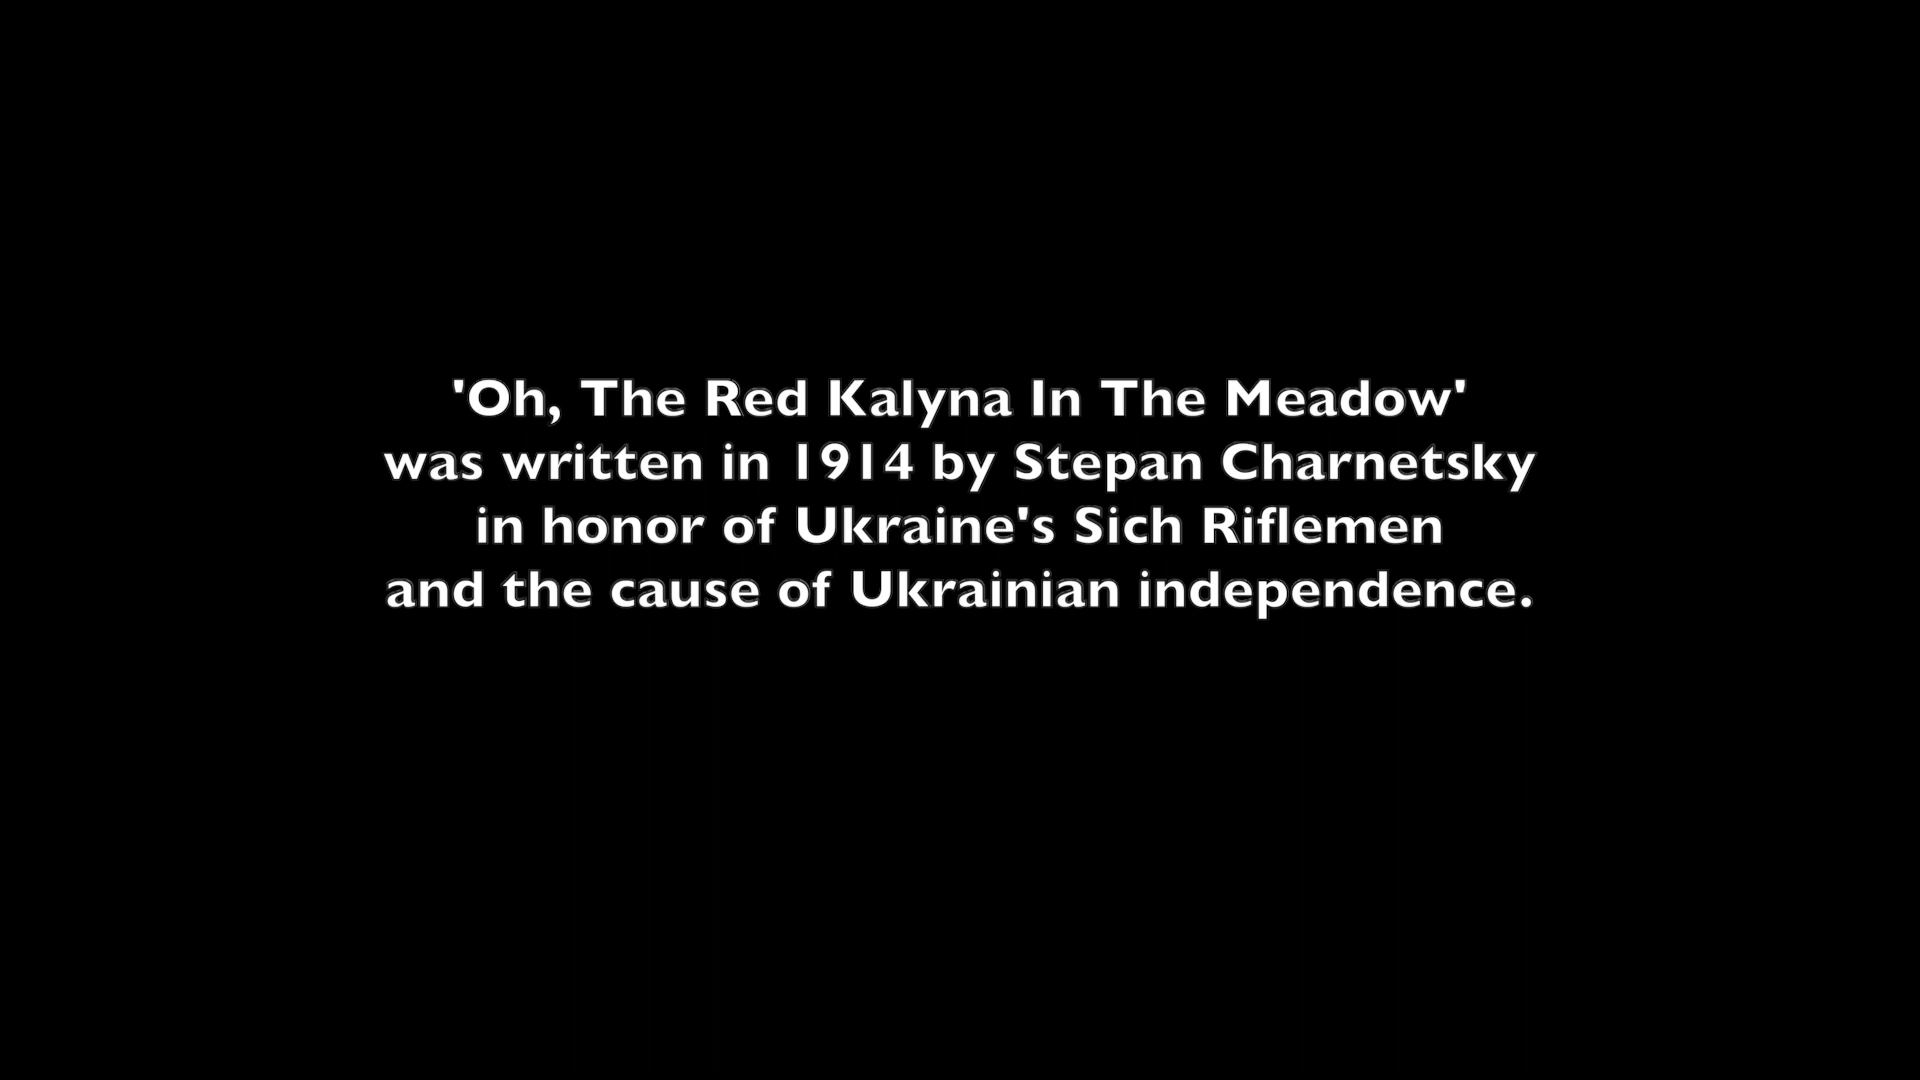 'Oh, The Red Kalyna In The Meadow'
was written in 1914 by Stepan Charnetsky
in honor of Ukraine's Sich Riflemen
and the cause of Ukrainian independence.